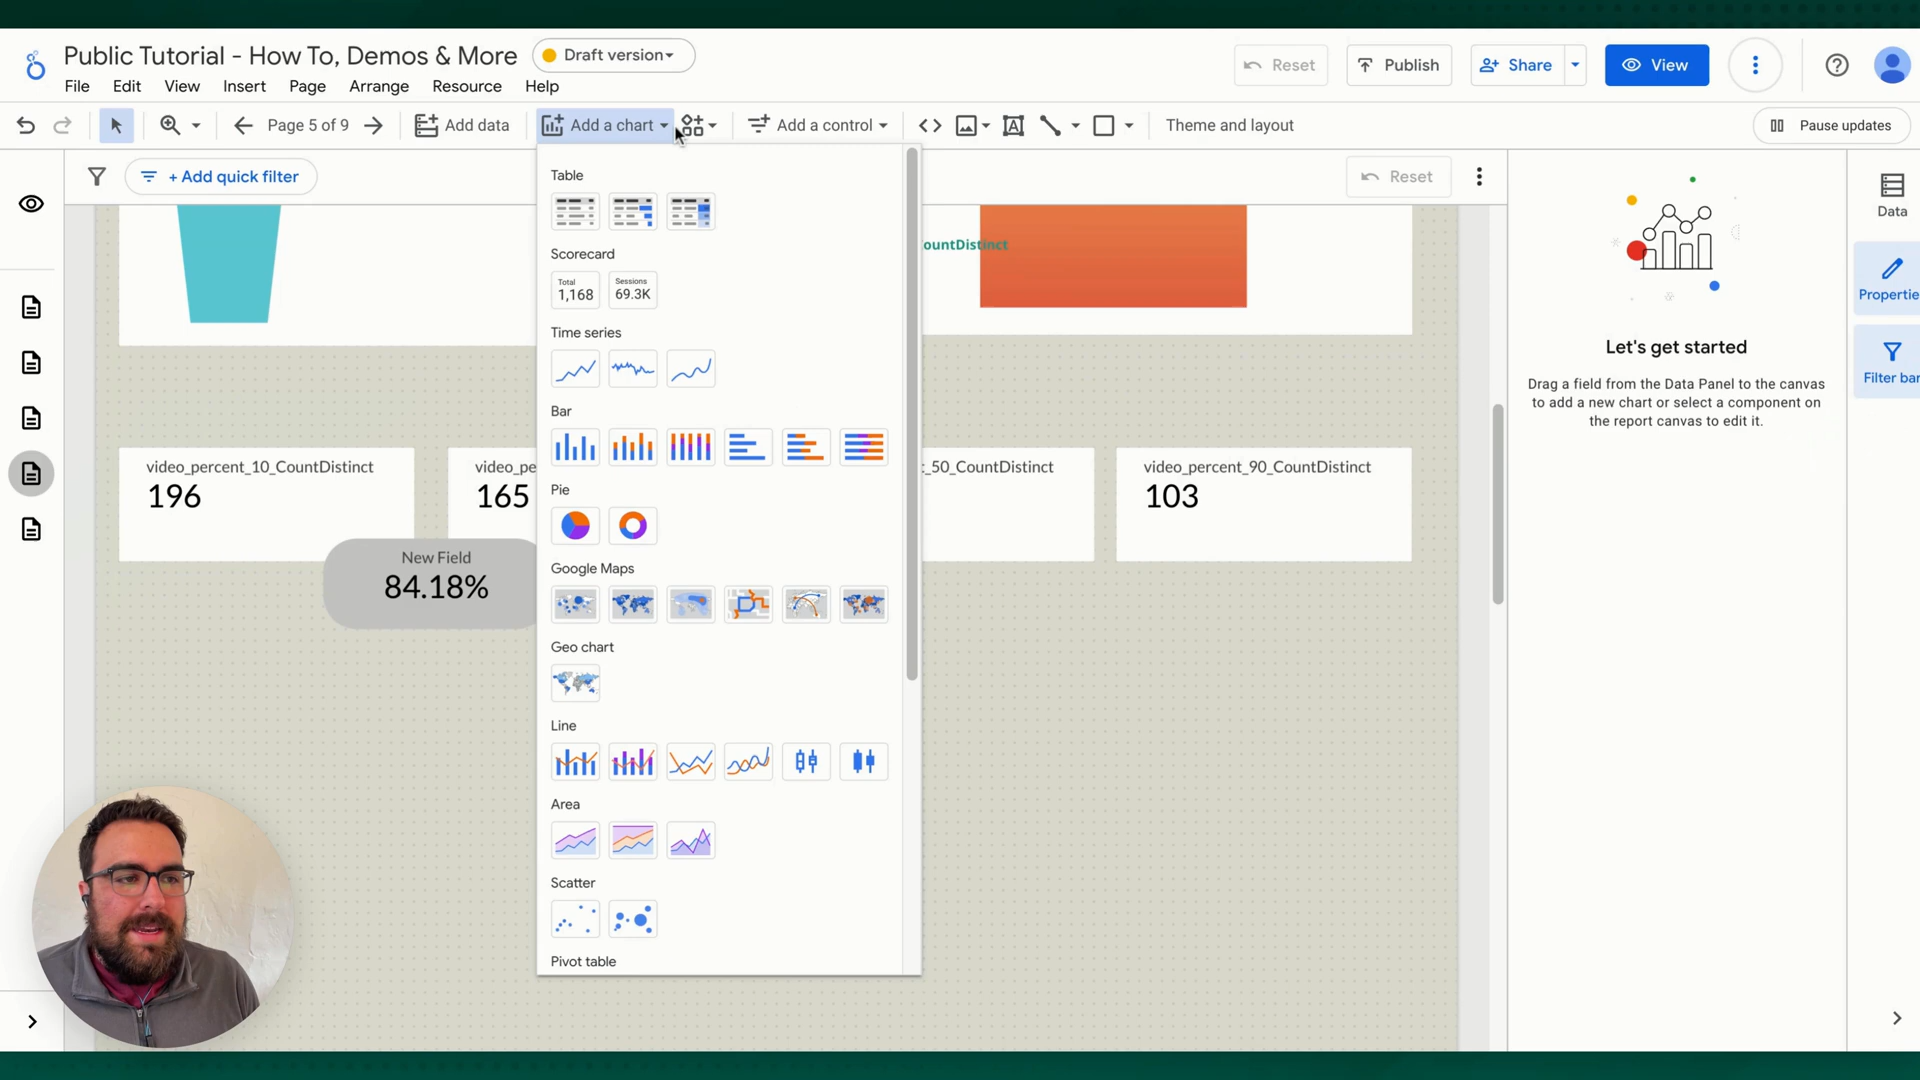 Public Tutorial - How To, Demos & More
Draft version
Reset
Publish
Share
View
File
Edit
View
Insert
Page
Arrange
Resource
Help
Page 5 of 9
Add data
Add a chart
Add a control
Theme and layout
Pause updates
+ Add quick filter
Reset
Table
Scorecard
Total
1,168
Sessions
69.3K
Time series
Bar
Pie
Google Maps
Geo chart
Line
Area
Scatter
Pivot table
ountDistinct
video_percent_10_CountDistinct
196
video_pe
165
_50_CountDistinct
video_percent_90_CountDistinct
103
New Field
84.18%
Let's get started
Drag a field from the Data Panel to the canvas
to add a new chart or select a component on
the report canvas to edit it.
Data
Propertie
Filter bar